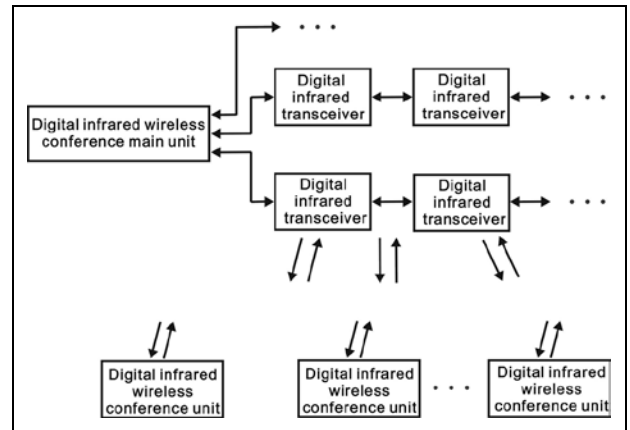 . . .
Digital
infrared
transceiver
Digital
infrared
transceiver
. . .
Digital infrared wireless
conference main unit
Digital
infrared
transceiver
Digital
infrared
transceiver
. . .
Digital infrared
wireless
conference unit
Digital infrared
wireless
conference unit
. . .
Digital infrared
wireless
conference unit